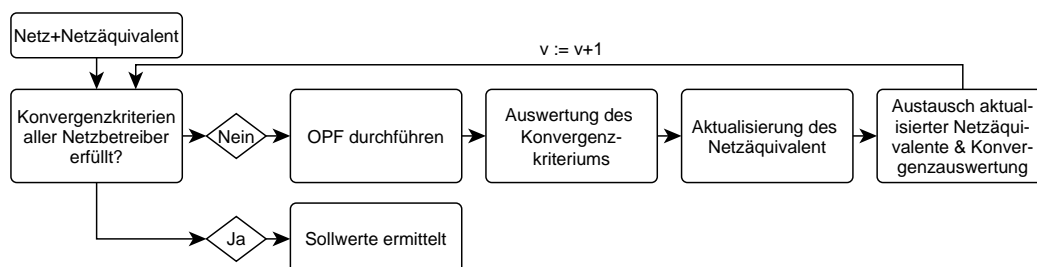 Netz+Netzäquivalent
v := v+1
Konvergenzkriterien
aller Netzbetreiber
erfüllt?
Nein
OPF durchführen
Auswertung des
Konvergenz-
kriteriums
Aktualisierung des
Netzäquivalent
Austausch aktual-
isierter Netzäqui-
valente & Konver-
genzauswertung
Ja
Sollwerte ermittelt